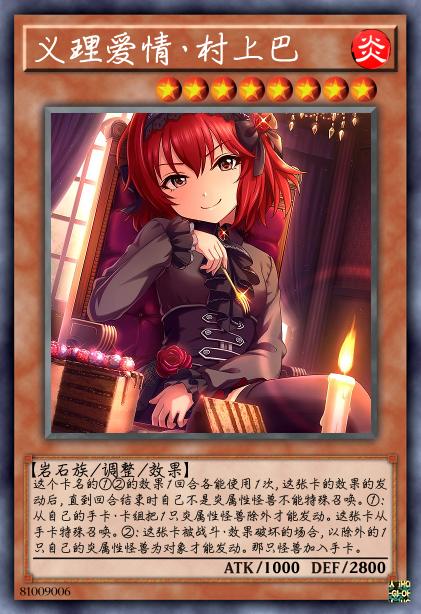 义理爱情·村上巴
炎
【岩石族/调整/效果】
这个卡名的①②的效果1回合各能使用1次,这张卡的效果的发
动后,直到回合结束时自己不是炎属性怪兽不能特殊召唤。①:
从自己的手卡·卡组把1只炎属性怪兽除外才能发动。这张卡从
手卡特殊召唤。②:这张卡被战斗·效果破坏的场合,以除外的1
只自己的炎属性怪兽为对象才能发动。那只怪兽加入手卡。
ATK/1000 DEF/2800
81009006